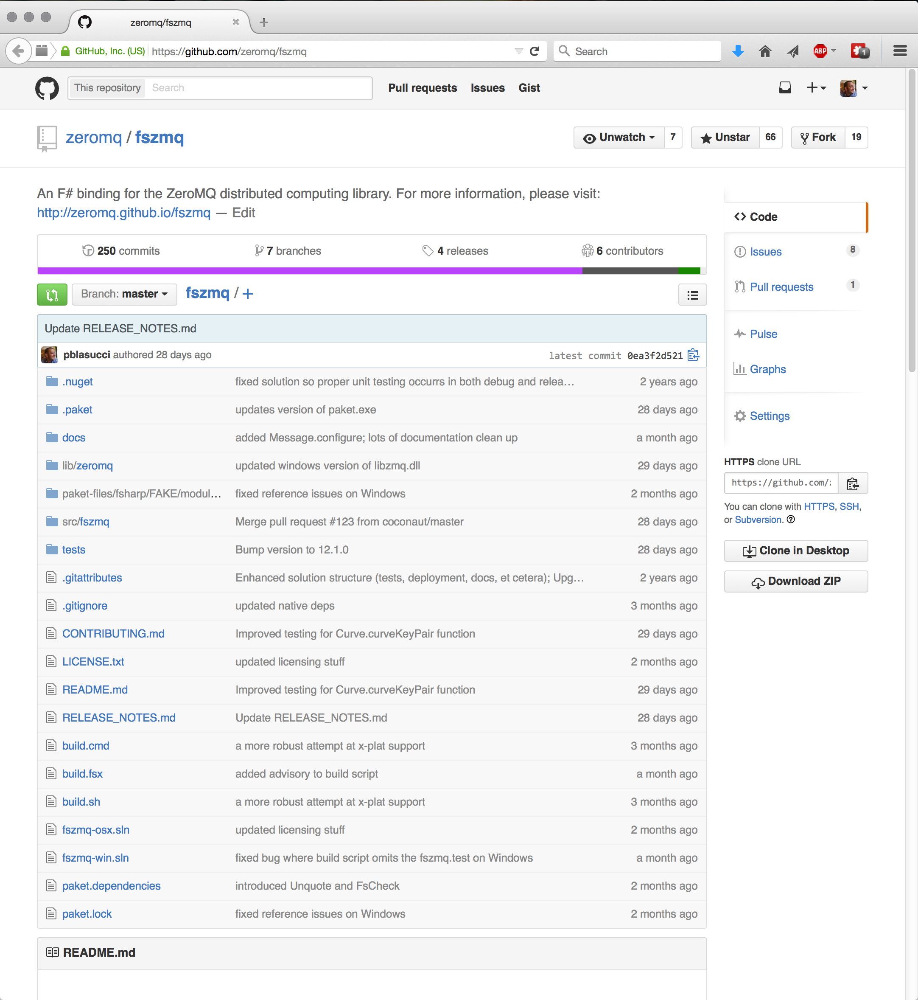 zeromq/fszmq
GitHub, Inc. (US) https://github.com/zeromq/fszmq Search ABP 1
This repository Search Pull requests Issues Gist
zeromq / fszmq Unwatch 7 Unstar 66 Fork 19
An F# binding for the ZeroMQ distributed computing library. For more information, please visit:
http://zeromq.github.io/fszmq — Edit
250 commits 7 branches 4 releases 6 contributors
Branch: master fszmq / +
Update RELEASE_NOTES.md
pblasucci authored 28 days ago latest commit 0ea3f2d521
.nuget fixed solution so proper unit testing occurrs in both debug and relea… 2 years ago
.paket updates version of paket.exe 28 days ago
docs added Message.configure; lots of documentation clean up a month ago
lib/zeromq updated windows version of libzmq.dll 29 days ago
paket-files/fsharp/FAKE/modul… fixed reference issues on Windows 2 months ago
src/fszmq Merge pull request #123 from coconaut/master 28 days ago
tests Bump version to 12.1.0 28 days ago
.gitattributes Enhanced solution structure (tests, deployment, docs, et cetera); Upg… 2 years ago
.gitignore updated native deps 3 months ago
CONTRIBUTING.md Improved testing for Curve.curveKeyPair function 29 days ago
LICENSE.txt updated licensing stuff 2 months ago
README.md Improved testing for Curve.curveKeyPair function 29 days ago
RELEASE_NOTES.md Update RELEASE_NOTES.md 28 days ago
build.cmd a more robust attempt at x-plat support 3 months ago
build.fsx added advisory to build script a month ago
build.sh a more robust attempt at x-plat support 3 months ago
fszmq-osx.sln updated licensing stuff 2 months ago
fszmq-win.sln fixed bug where build script omits the fszmq.test on Windows a month ago
paket.dependencies introduced Unquote and FsCheck 2 months ago
paket.lock fixed reference issues on Windows 2 months ago
README.md
Code
Issues 8
Pull requests 1
Pulse
Graphs
Settings
HTTPS clone URL
https://github.com/z
You can clone with HTTPS, SSH,
or Subversion.
Clone in Desktop
Download ZIP